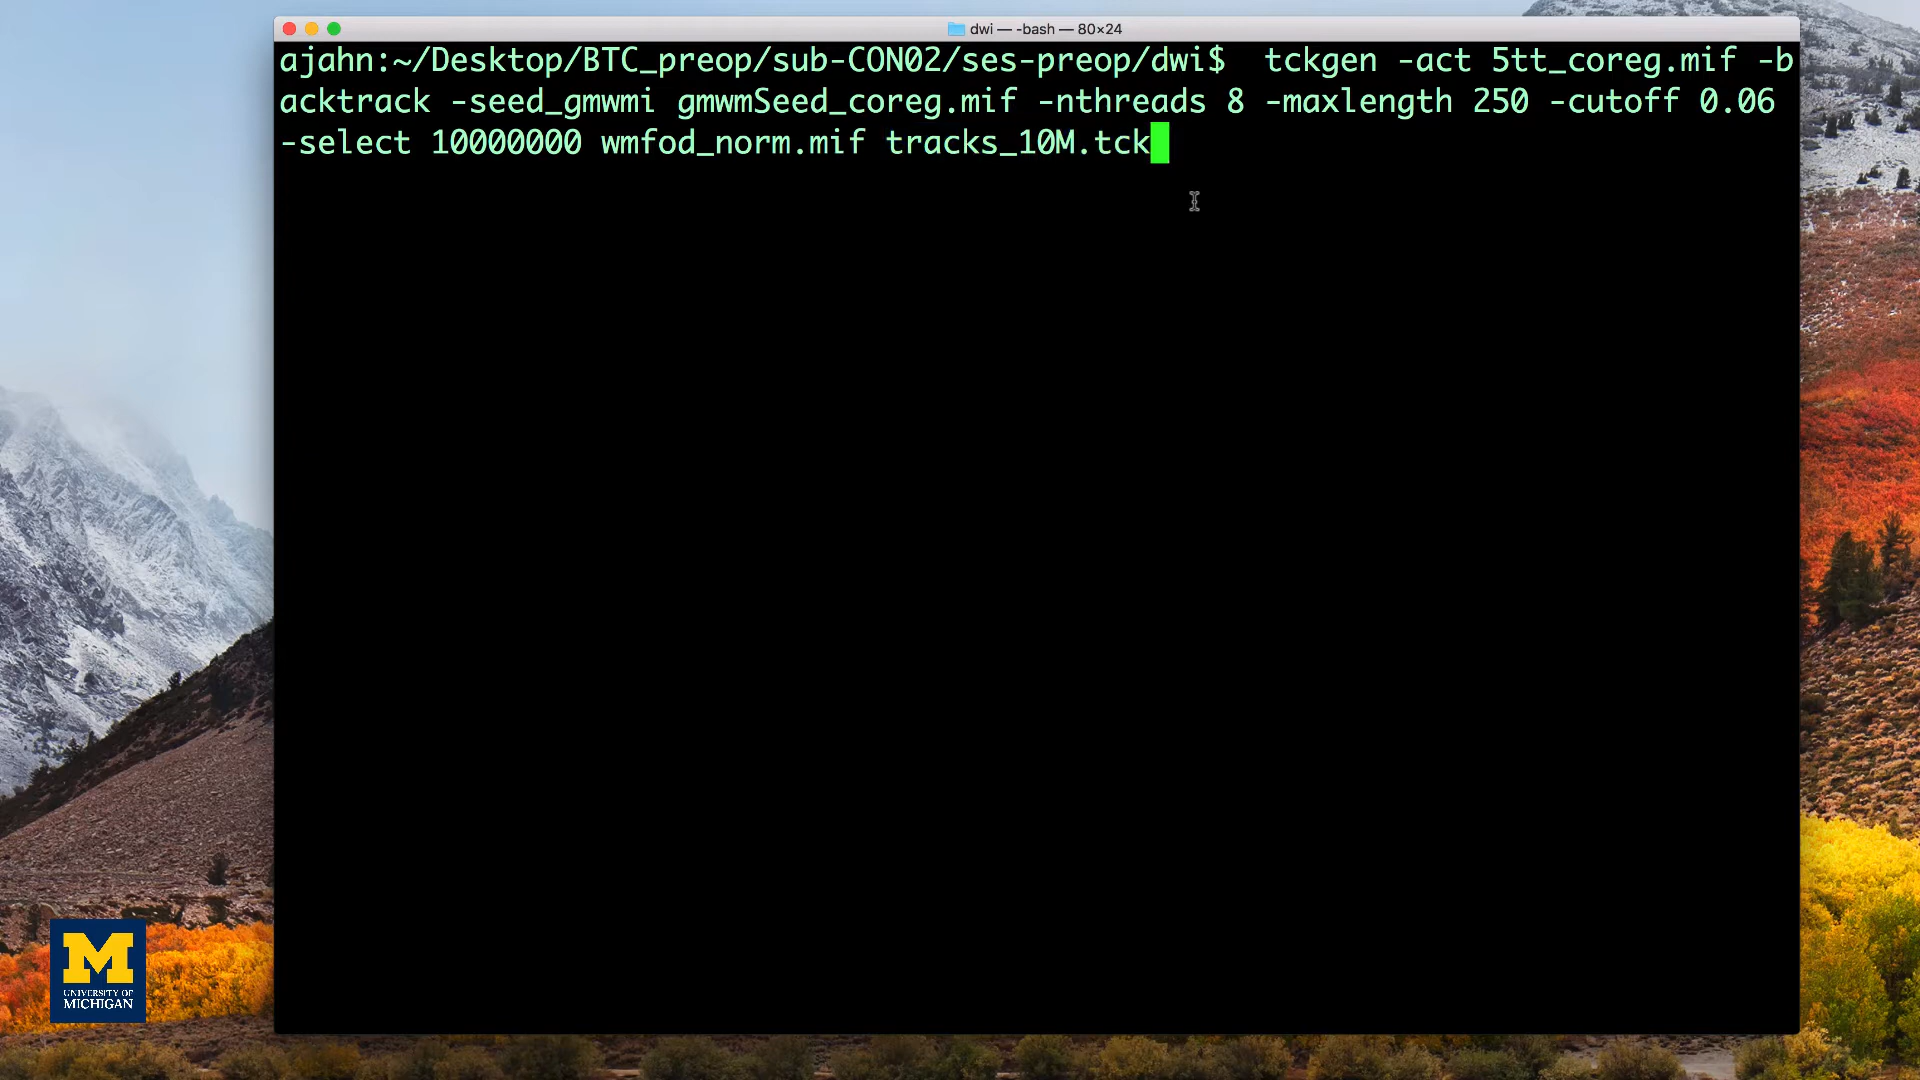 dwi — -bash — 80×24
ajahn:~/Desktop/BTC_preop/sub-CON02/ses-preop/dwi$  tckgen -act 5tt_coreg.mif -b
acktrack -seed_gmwmi gmwmSeed_coreg.mif -nthreads 8 -maxlength 250 -cutoff 0.06
-select 10000000 wmfod_norm.mif tracks_10M.tck
M
UNIVERSITY OF
MICHIGAN